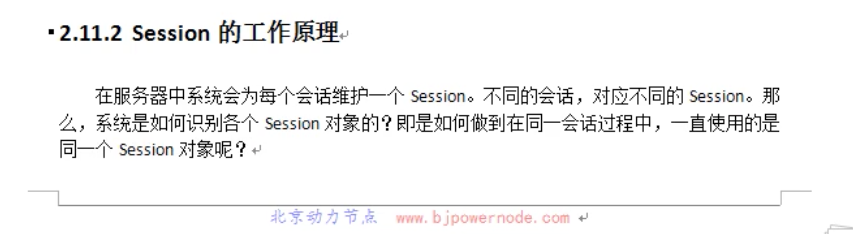 2.11.2 Session 的工作原理
在服务器中系统会为每个会话维护一个 Session。不同的会话，对应不同的 Session。那
么，系统是如何识别各个 Session 对象的？即是如何做到在同一会话过程中，一直使用的是
同一个 Session 对象呢？
北京动力节点 www.bjpowernode.com